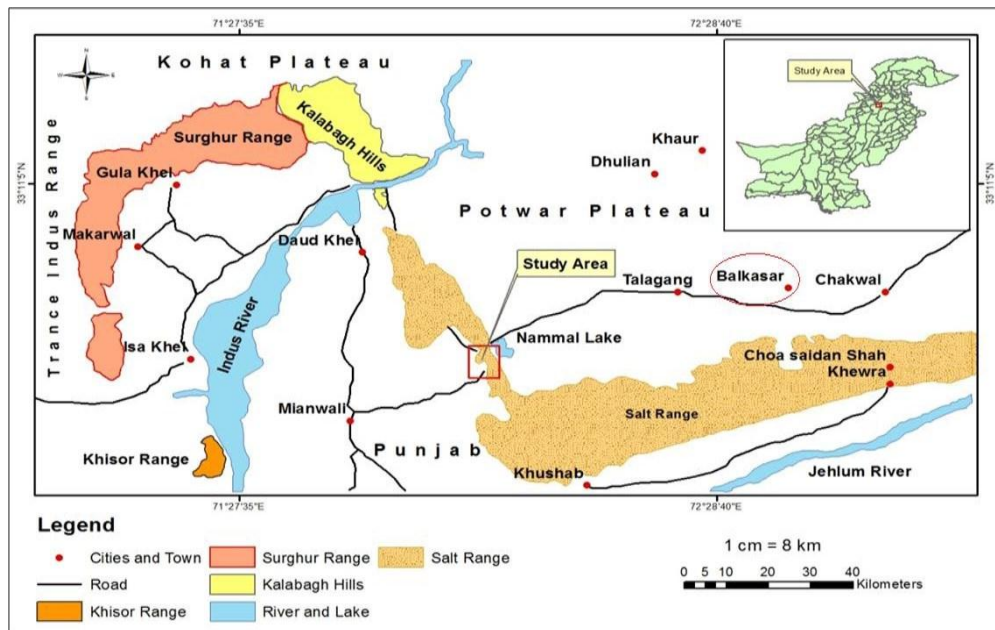 71°27'35"E
72°28'40"E
Kohat Plateau
N
W
E
S
Study Area
Kalabagh Hills
Surghur Range
Khaur
Dhulian
Gula Khel
33°11'5"N
33°11'5"N
Trance Indus Range
Potwar Plateau
Makarwal
Daud Khel
Study Area
Talagang
Balkasar
Chakwal
Indus River
Nammal Lake
Isa Khel
Choa saidan Shah
Khewra
Mianwali
Salt Range
Punjab
Khisor Range
Khushab
Jehlum River
71°27'35"E
72°28'40"E
Legend
Cities and Town
Surghur Range
Salt Range
Road
Kalabagh Hills
Khisor Range
River and Lake
1 cm = 8 km
0 5 10 20 30 40
Kilometers